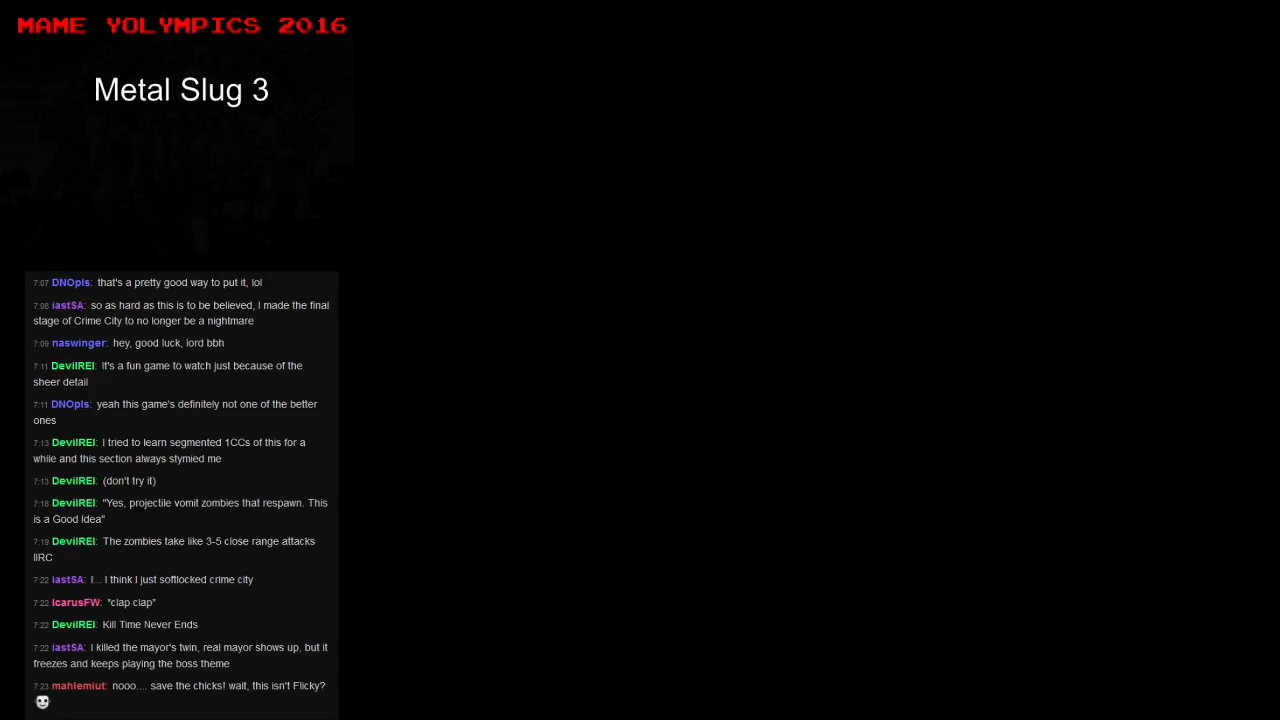 MAME YOLYMPICS 2016
Metal Slug 3
7:07 DNOpls: that's a pretty good way to put it, lol
7:08 iastSA: so as hard as this is to be believed, I made the final
stage of Crime City to no longer be a nightmare
7:09 naswinger: hey, good luck, lord bbh
7:11 DevilREI: It's a fun game to watch just because of the
sheer detail
7:11 DNOpls: yeah this game's definitely not one of the better
ones
7:13 DevilREI: I tried to learn segmented 1CCs of this for a
while and this section always stymied me
7:13 DevilREI: (don't try it)
7:18 DevilREI: "Yes, projectile vomit zombies that respawn. This
is a Good Idea"
7:19 DevilREI: The zombies take like 3-5 close range attacks
IIRC
7:22 iastSA: I... I think I just softlocked crime city
7:22 IcarusFW: *clap clap*
7:22 DevilREI: Kill Time Never Ends
7:22 iastSA: I killed the mayor's twin, real mayor shows up, but it
freezes and keeps playing the boss theme
7:23 mahlemiut: nooo.... save the chicks! wait, this isn't Flicky?